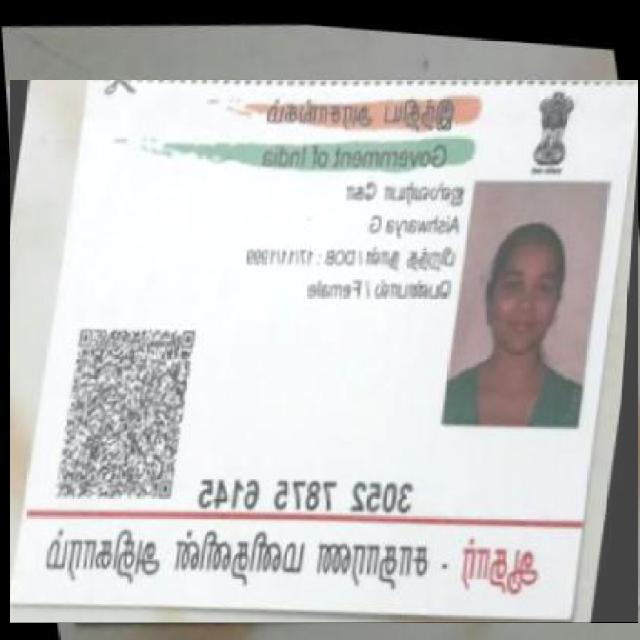 இந்திய அரசாங்கம்
Government of India
ஐஸ்வர்யா கோ
Aishwarya G
பிறந்த நாள் / DOB : 17/11/1999
பெண்பால் / Female
3052 7875 6145
ஆதார் - சாதாரண மனிதனின் அதிகாரம்